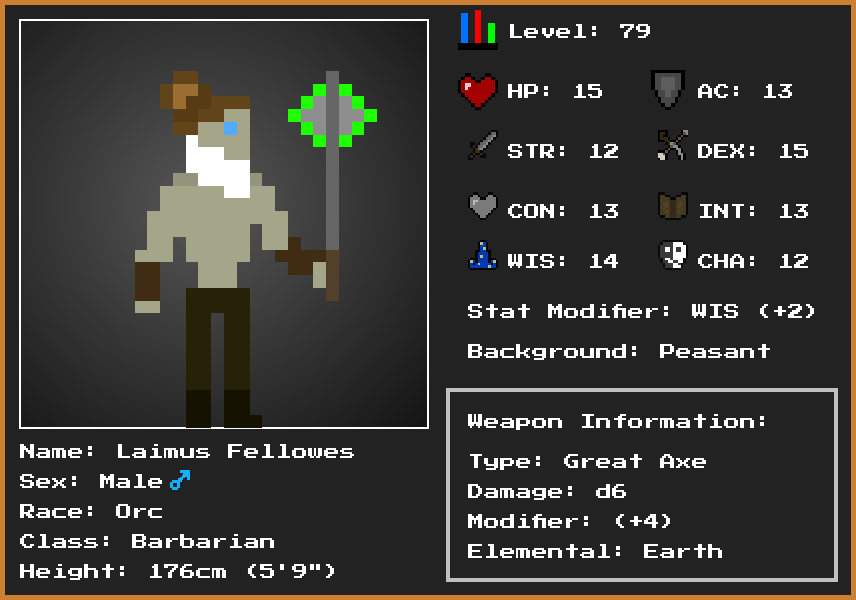 Level: 79
HP: 15 AC: 13
STR: 12 DEX: 15
CON: 13 INT: 13
WIS: 14 CHA: 12
Stat Modifier: WIS (+2)
Background: Peasant
Weapon Information:
Type: Great Axe
Damage: d6
Modifier: (+4)
Elemental: Earth
Name: Laimus Fellowes
Sex: Male ♂
Race: Orc
Class: Barbarian
Height: 176cm (5'9")